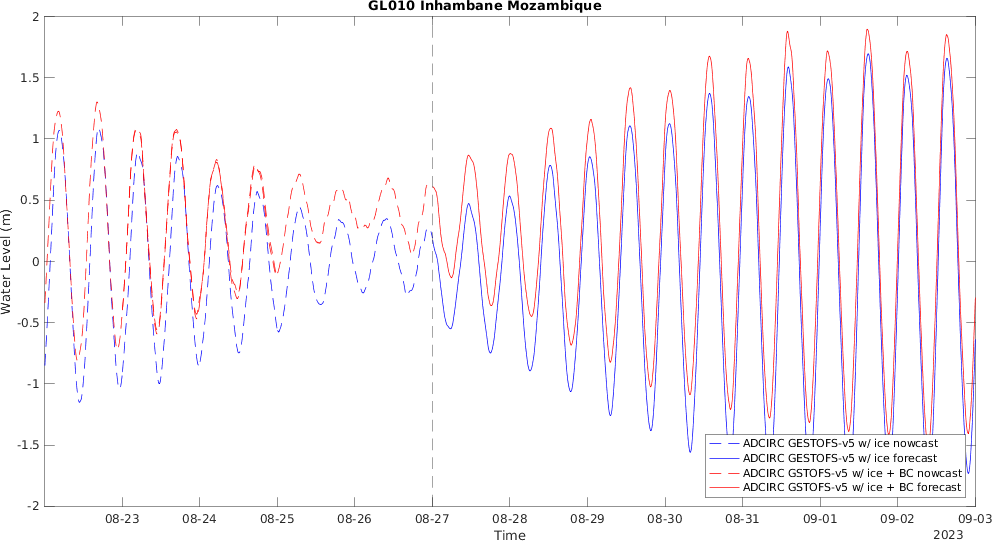 GL010 Inhambane Mozambique
2
1.5
1
0.5
0
-0.5
-1
-1.5
-2
Water Level (m)
ADCIRC GESTOFS-v5 w/ ice nowcast
ADCIRC GESTOFS-v5 w/ ice forecast
ADCIRC GSTOFS-v5 w/ ice + BC nowcast
ADCIRC GSTOFS-v5 w/ ice + BC forecast
08-23 08-24 08-25 08-26 08-27 08-28 08-29 08-30 08-31 09-01 09-02 09-03
Time
2023